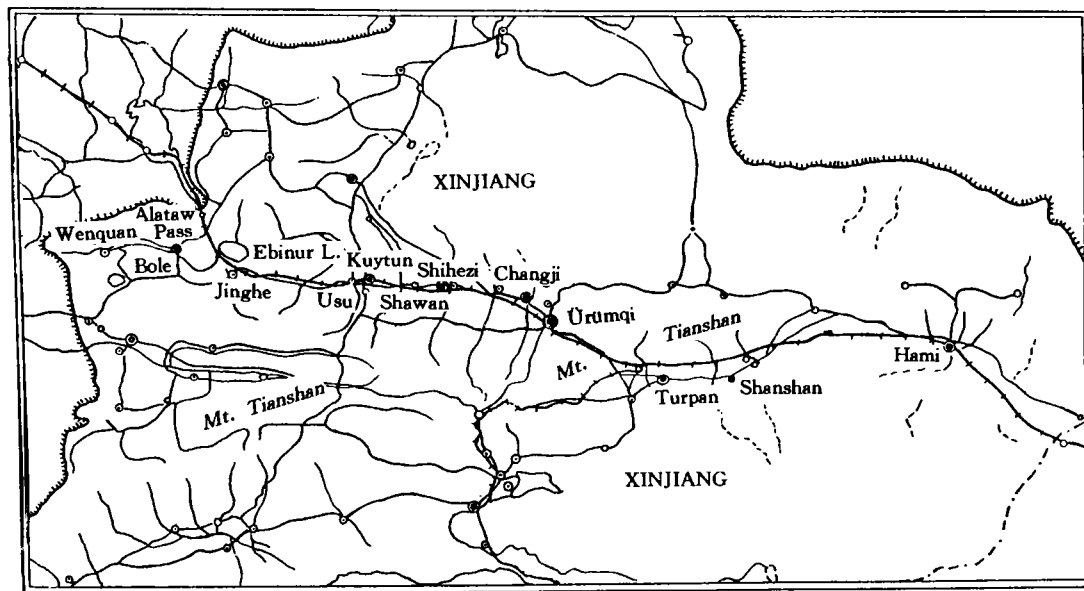 XINJIANG
Alataw
Wenquan Pass
Bole
Ebinur L.
Jinghe
Kuytun
Usu
Shihezi
Shawan
Changji
Ürümqi
Mt. Tianshan
Hami
Turpan
Shanshan
Mt. Tianshan
XINJIANG